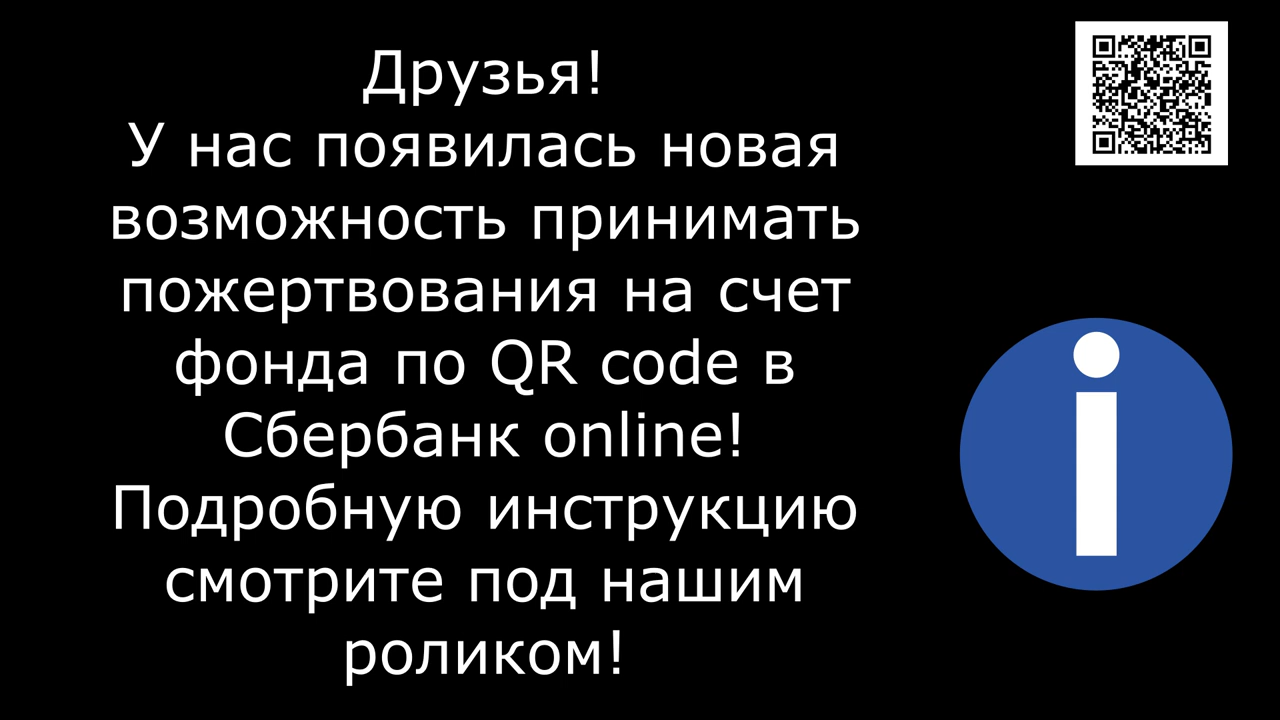 Друзья!
У нас появилась новая
возможность принимать
пожертвования на счет
фонда по QR code в
Сбербанк online!
Подробную инструкцию
смотрите под нашим
роликом!